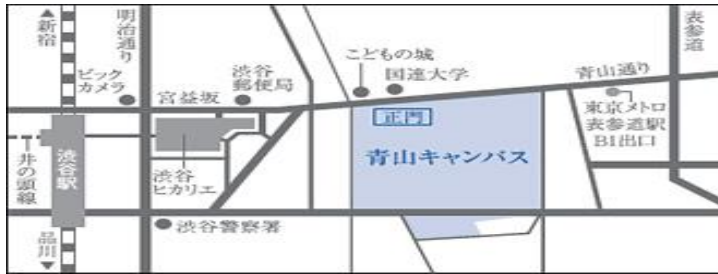 ▲新宿
明治通り
ビック
カメラ
宮益坂
渋谷
郵便局
こどもの城
国連大学
青山通り
表参道
東京メトロ
表参道駅
B1出口
正門
青山キャンパス
渋谷駅
井の頭線
渋谷
ヒカリエ
渋谷警察署
品川▼